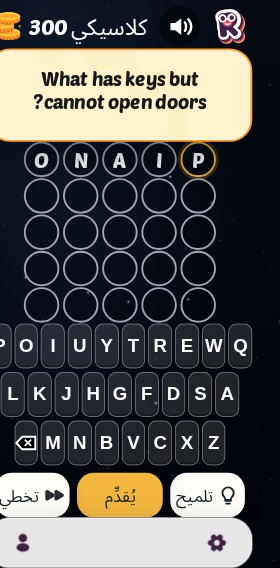 كلاسيكي 300
What has keys but
?cannot open doors
O N A I P
P O I U Y T R E W Q
L K J H G F D S A
M N B V C X Z
تلميح يُقدِّم تخطي